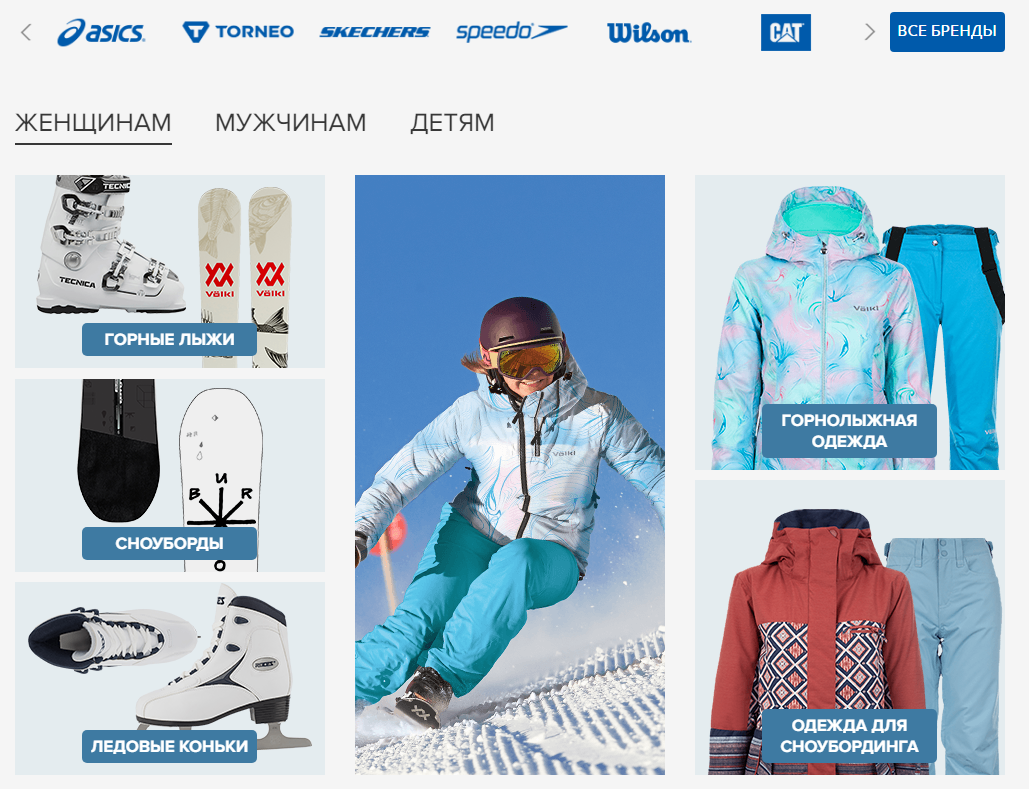 asics
TORNEO
SKECHERS
speedo
Wilson
CAT
ВСЕ БРЕНДЫ
ЖЕНЩИНАМ
МУЖЧИНАМ
ДЕТЯМ
TECNICA
TECNICA
Völkl
Völkl
ГОРНЫЕ ЛЫЖИ
BURO
СНОУБОРДЫ
ЛЕДОВЫЕ КОНЬКИ
Völkl
Völkl
ГОРНОЛЫЖНАЯ
ОДЕЖДА
ОДЕЖДА ДЛЯ
СНОУБОРДИНГА